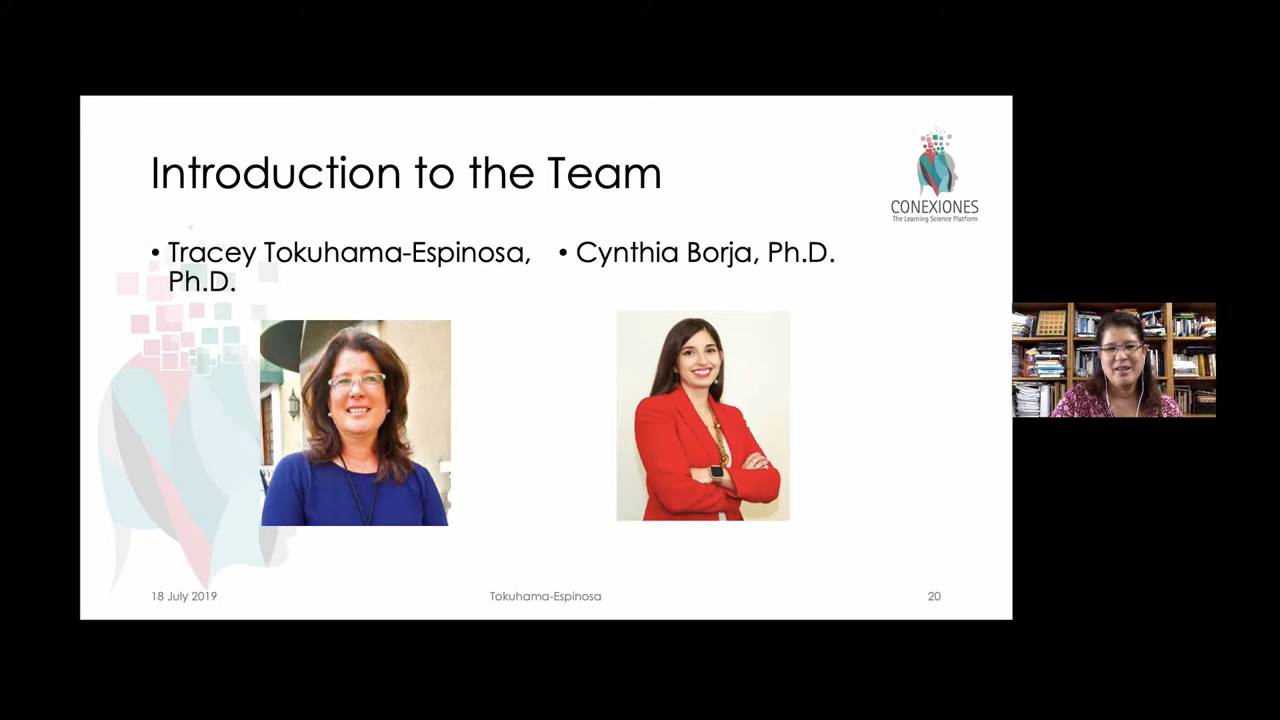 Introduction to the Team
CONEXIONES
The Learning Science Platform
• Tracey Tokuhama-Espinosa,
Ph.D.
• Cynthia Borja, Ph.D.
18 July 2019
Tokuhama-Espinosa
20